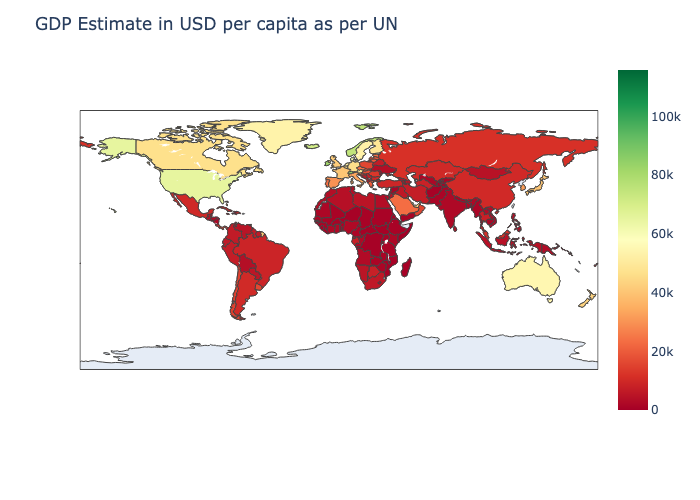 GDP Estimate in USD per capita as per UN
100k
80k
60k
40k
20k
0